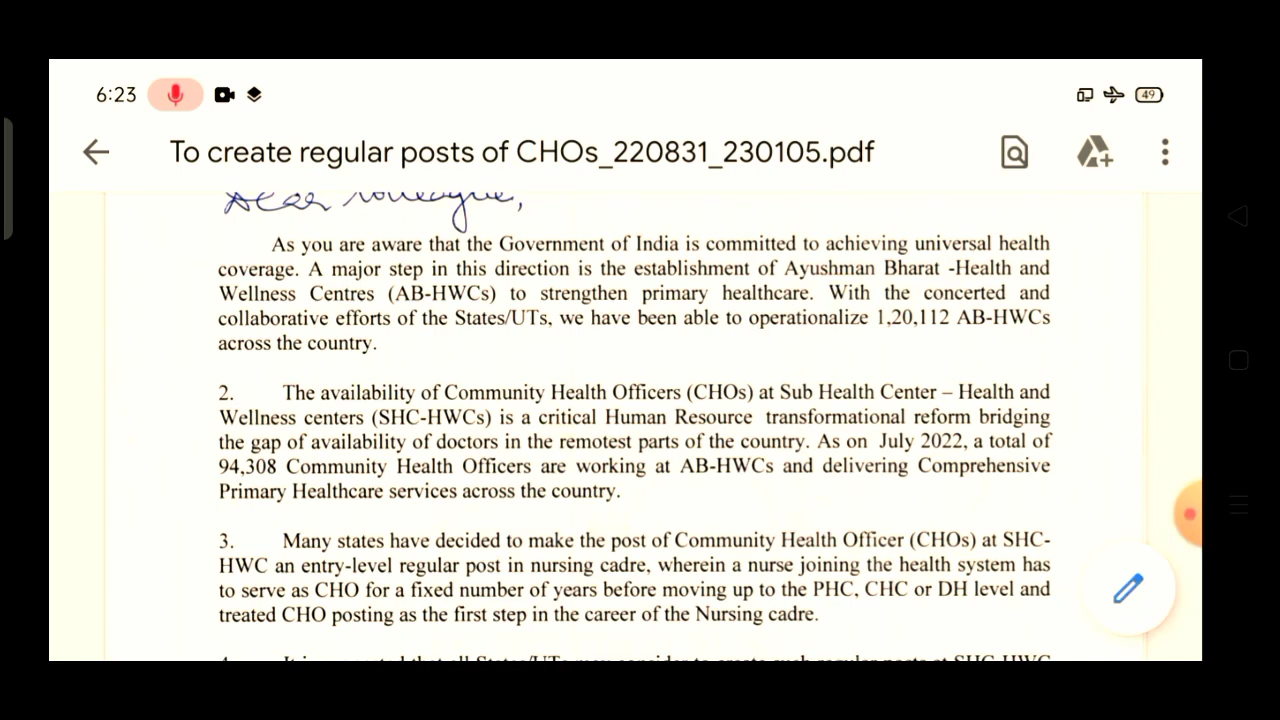 6:23
49
To create regular posts of CHOs_220831_230105.pdf
Dear Colleague,
As you are aware that the Government of India is committed to achieving universal health
coverage. A major step in this direction is the establishment of Ayushman Bharat -Health and
Wellness Centres (AB-HWCs) to strengthen primary healthcare. With the concerted and
collaborative efforts of the States/UTs, we have been able to operationalize 1,20,112 AB-HWCs
across the country.
2. The availability of Community Health Officers (CHOs) at Sub Health Center – Health and
Wellness centers (SHC-HWCs) is a critical Human Resource transformational reform bridging
the gap of availability of doctors in the remotest parts of the country. As on July 2022, a total of
94,308 Community Health Officers are working at AB-HWCs and delivering Comprehensive
Primary Healthcare services across the country.
3. Many states have decided to make the post of Community Health Officer (CHOs) at SHC-
HWC an entry-level regular post in nursing cadre, wherein a nurse joining the health system has
to serve as CHO for a fixed number of years before moving up to the PHC, CHC or DH level and
treated CHO posting as the first step in the career of the Nursing cadre.